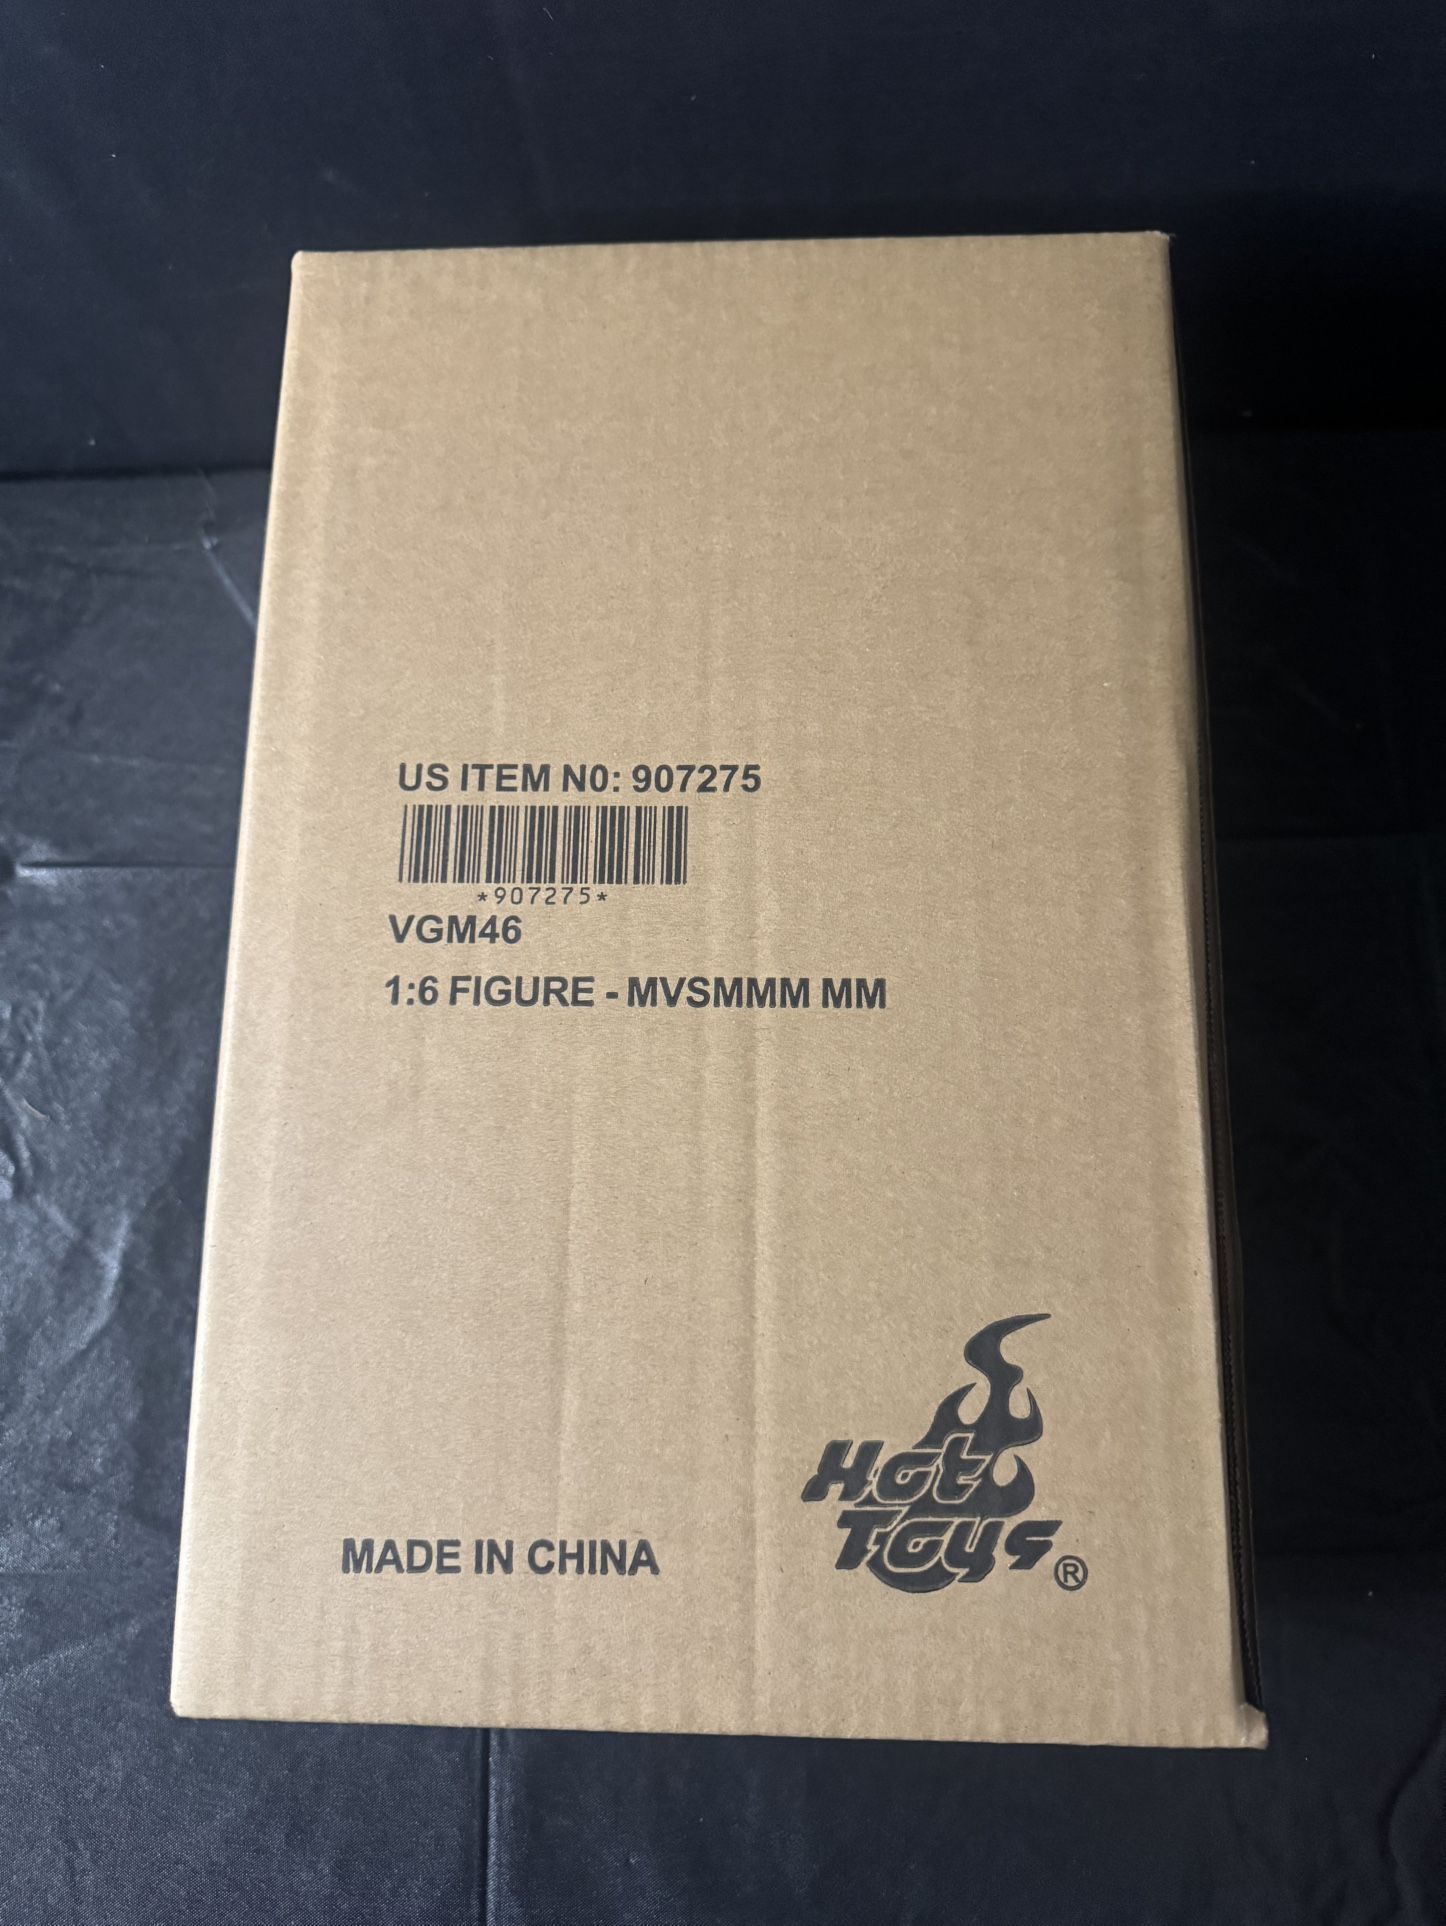 US ITEM N0: 907275
*907275*
VGM46
1:6 FIGURE - MVSMMM MM
Hot
Toys®
MADE IN CHINA